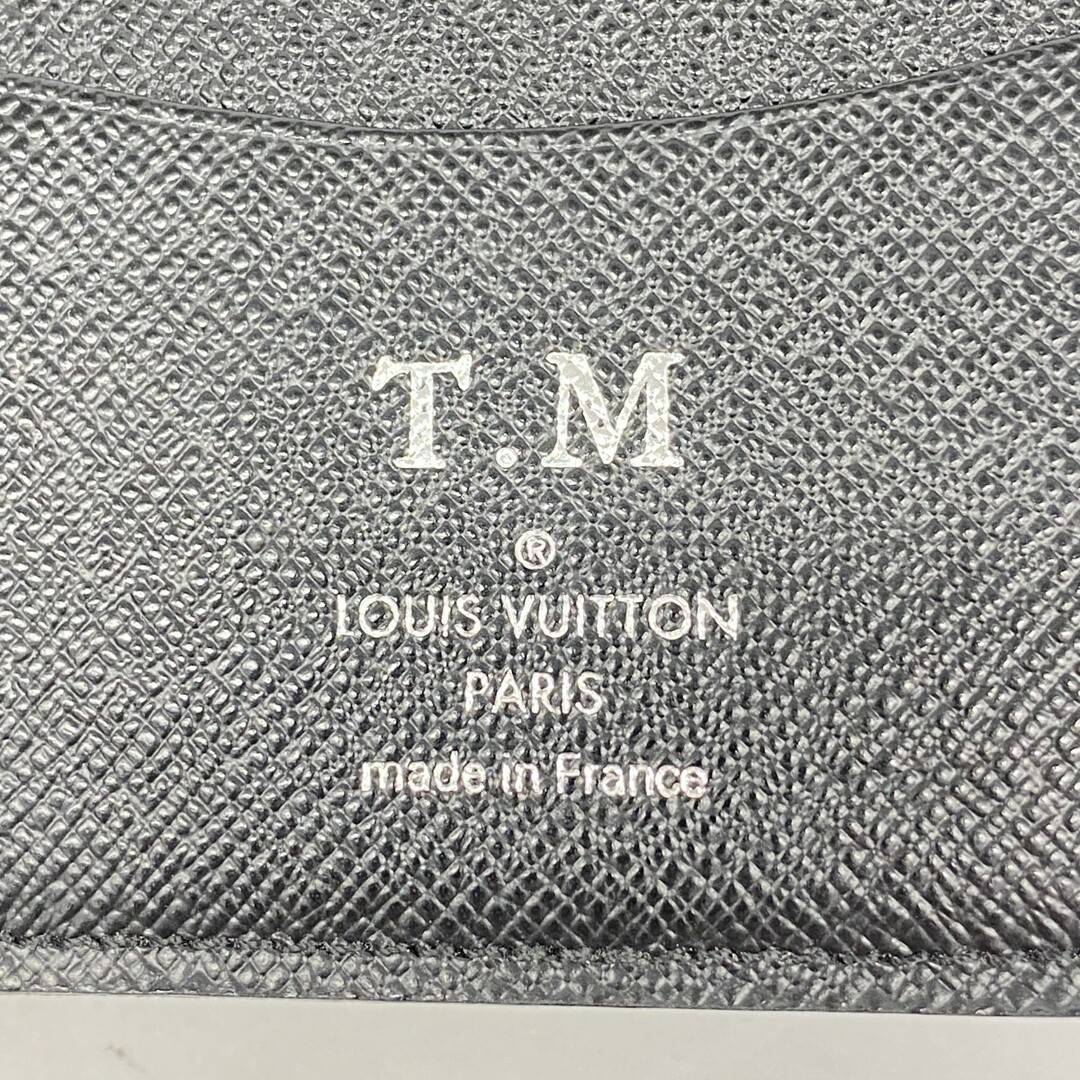 T.M
®
LOUIS VUITTON
PARIS
made in France